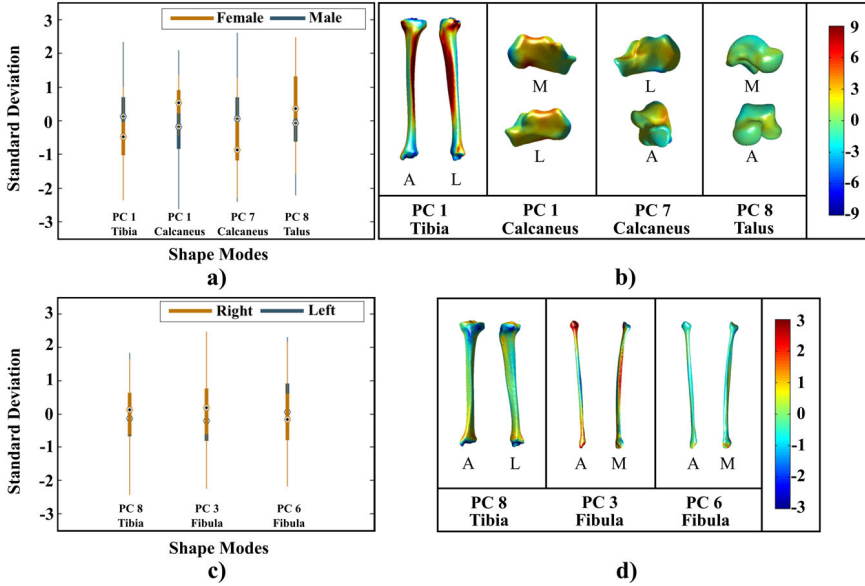 a)
Standard Deviation
Female Male
3
2
1
0
-1
-2
-3
PC 1 PC 1 PC 7 PC 8
Tibia Calcaneus Calcaneus Talus
Shape Modes
b)
M L M
A L L A A
PC 1 PC 1 PC 7 PC 8
Tibia Calcaneus Calcaneus Talus
9
6
3
0
-3
-6
-9
Standard Deviation
Right Left
3
2
1
0
-1
-2
-3
PC 8 PC 3 PC 6
Tibia Fibula Fibula
Shape Modes
c)
A L A M A M
PC 8 PC 3 PC 6
Tibia Fibula Fibula
3
2
1
0
-1
-2
-3
d)
a)